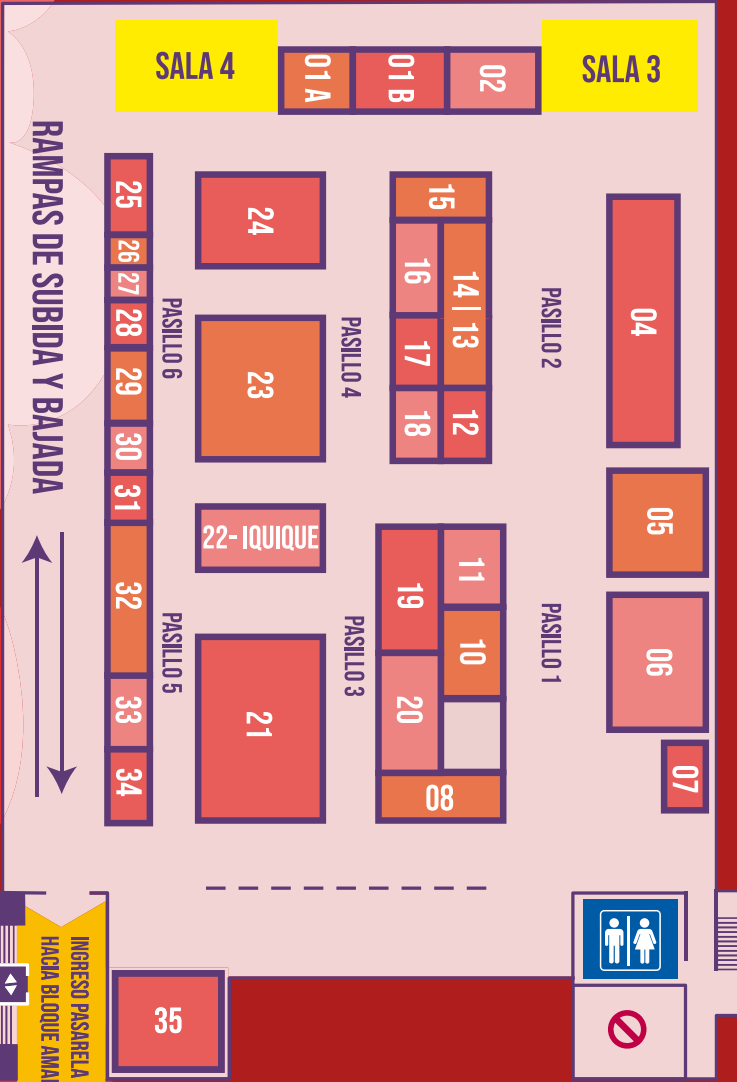 SALA 4
01 A
01 B
02
SALA 3
RAMPAS DE SUBIDA Y BAJADA
25
26
27
28
29
30
31
32
33
34
PASILLO 6
PASILLO 5
24
23
22- IQUIQUE
21
PASILLO 4
PASILLO 3
15
16
14 | 13
17
18
12
19
11
10
20
08
PASILLO 2
PASILLO 1
04
05
06
07
INGRESO PASARELA
HACIA BLOQUE AMAI
35